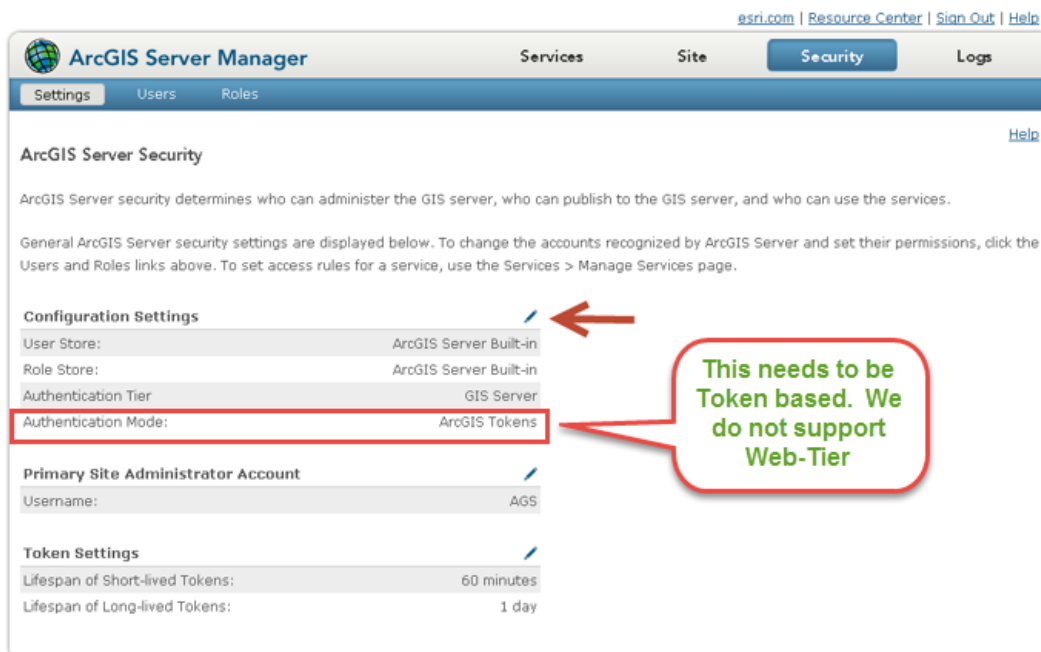 esri.com | Resource Center | Sign Out | Help
ArcGIS Server Manager
Services
Site
Security
Logs
Settings
Users
Roles
Help
ArcGIS Server Security
ArcGIS Server security determines who can administer the GIS server, who can publish to the GIS server, and who can use the services.
General ArcGIS Server security settings are displayed below. To change the accounts recognized by ArcGIS Server and set their permissions, click the
Users and Roles links above. To set access rules for a service, use the Services > Manage Services page.
Configuration Settings
User Store: ArcGIS Server Built-in
Role Store: ArcGIS Server Built-in
Authentication Tier GIS Server
Authentication Mode: ArcGIS Tokens
This needs to be
Token based. We
do not support
Web-Tier
Primary Site Administrator Account
Username: AGS
Token Settings
Lifespan of Short-lived Tokens: 60 minutes
Lifespan of Long-lived Tokens: 1 day